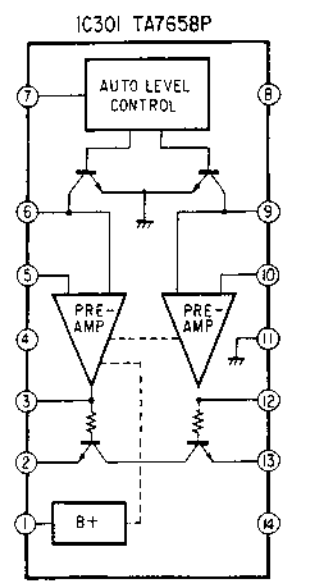 IC301 TA7658P
AUTO LEVEL
CONTROL
7
8
6
9
5
10
PRE-
AMP
PRE-
AMP
4
11
3
12
2
13
1
B+
14